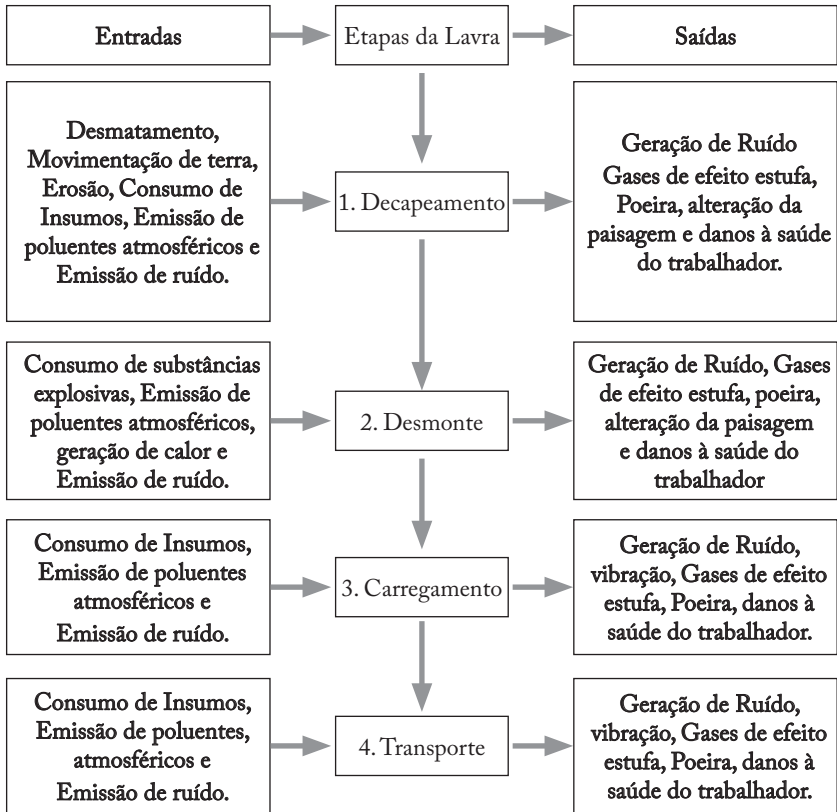 Entradas
Etapas da Lavra
Saídas
Desmatamento,
Movimentação de terra,
Erosão, Consumo de
Insumos, Emissão de
poluentes atmosféricos e
Emissão de ruído.
1. Decapeamento
Geração de Ruído
Gases de efeito estufa,
Poeira, alteração da
paisagem e danos à saúde
do trabalhador.
Consumo de substâncias
explosivas, Emissão de
poluentes atmosféricos,
geração de calor e
Emissão de ruído.
2. Desmonte
Geração de Ruído, Gases
de efeito estufa, poeira,
alteração da paisagem
e danos à saúde do
trabalhador
Consumo de Insumos,
Emissão de poluentes
atmosféricos e
Emissão de ruído.
3. Carregamento
Geração de Ruído,
vibração, Gases de efeito
estufa, Poeira, danos à
saúde do trabalhador.
Consumo de Insumos,
Emissão de poluentes,
atmosféricos e
Emissão de ruído.
4. Transporte
Geração de Ruído,
vibração, Gases de efeito
estufa, Poeira, danos à
saúde do trabalhador.